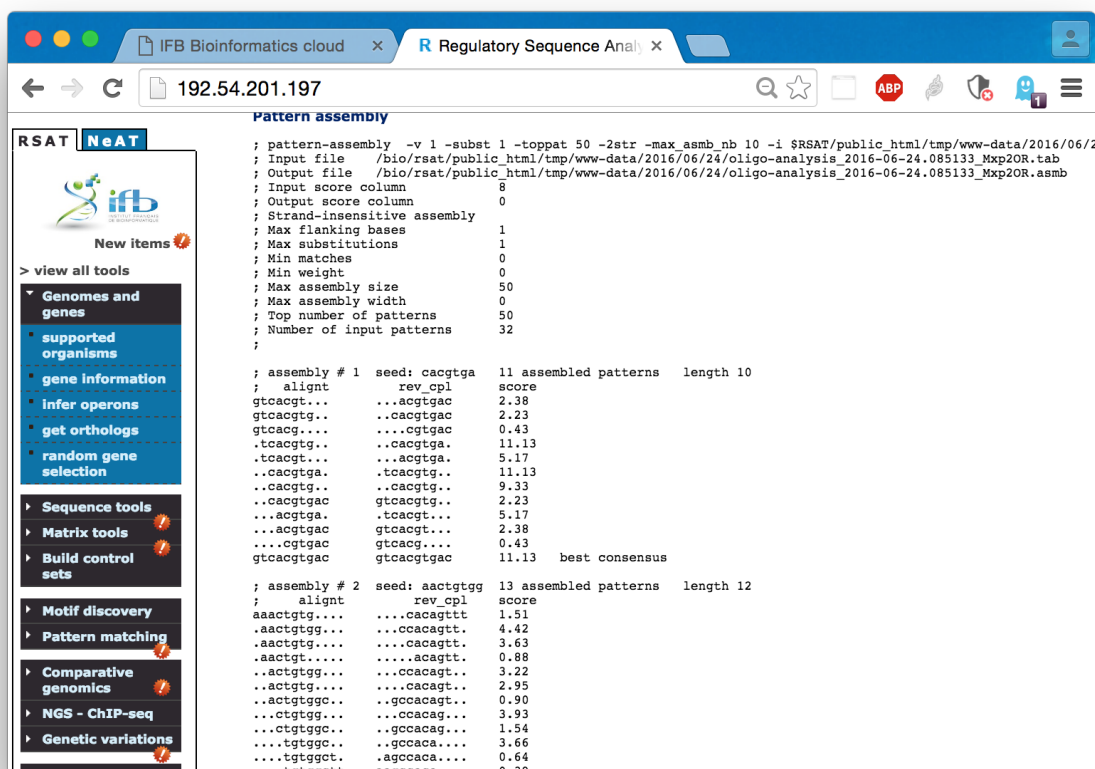 IFB Bioinformatics cloud
R Regulatory Sequence Anal
192.54.201.197
ABP
1
RSAT NeAT
ifb
INSTITUT FRANÇAIS
DE BIOINFORMATIQUE
New items
> view all tools
Genomes and
genes
supported
organisms
gene information
infer operons
get orthologs
random gene
selection
Sequence tools
Matrix tools
Build control
sets
Motif discovery
Pattern matching
Comparative
genomics
NGS - ChIP-seq
Genetic variations
Pattern assembly
; pattern-assembly  -v 1 -subst 1 -toppat 50 -2str -max_asmb_nb 10 -i $RSAT/public_html/tmp/www-data/2016/06/2
; Input file    /bio/rsat/public_html/tmp/www-data/2016/06/24/oligo-analysis_2016-06-24.085133_Mxp2OR.tab
; Output file   /bio/rsat/public_html/tmp/www-data/2016/06/24/oligo-analysis_2016-06-24.085133_Mxp2OR.asmb
; Input score column            8
; Output score column           0
; Strand-insensitive assembly
; Max flanking bases            1
; Max substitutions             1
; Min matches                   0
; Min weight                    0
; Max assembly size             50
; Max assembly width            0
; Top number of patterns        50
; Number of input patterns      32
;
; assembly # 1  seed: cacgtga   11 assembled patterns   length 10
;   alignt         rev_cpl      score
gtcacgt...      ...acgtgac      2.38
gtcacgtg..      ..cacgtgac      2.23
gtcacg....      ....cgtgac      0.43
.tcacgtg..      ..cacgtga.      11.13
.tcacgt...      ...acgtga.      5.17
..cacgtga.      .tcacgtg..      11.13
..cacgtg..      ..cacgtg..      9.33
..cacgtgac      gtcacgtg..      2.23
...acgtga.      .tcacgt...      5.17
...acgtgac      gtcacgt...      2.38
....cgtgac      gtcacg....      0.43
gtcacgtgac      gtcacgtgac      11.13   best consensus
; assembly # 2  seed: aactgtgg  13 assembled patterns   length 12
;     alignt         rev_cpl    score
aaactgtg....    ....cacagttt    1.51
.aactgtgg...    ...ccacagtt.    4.42
.aactgtg....    ....cacagtt.    3.63
.aactgt.....    .....acagtt.    0.88
..actgtgg...    ...ccacagt..    3.22
..actgtg....    ....cacagt..    2.95
..actgtggc..    ..gccacagt..    0.90
...ctgtgg...    ...ccacag...    3.93
...ctgtggc..    ..gccacag...    1.54
....tgtggc..    ..gccaca....    3.66
....tgtggct.    .agccaca....    0.64